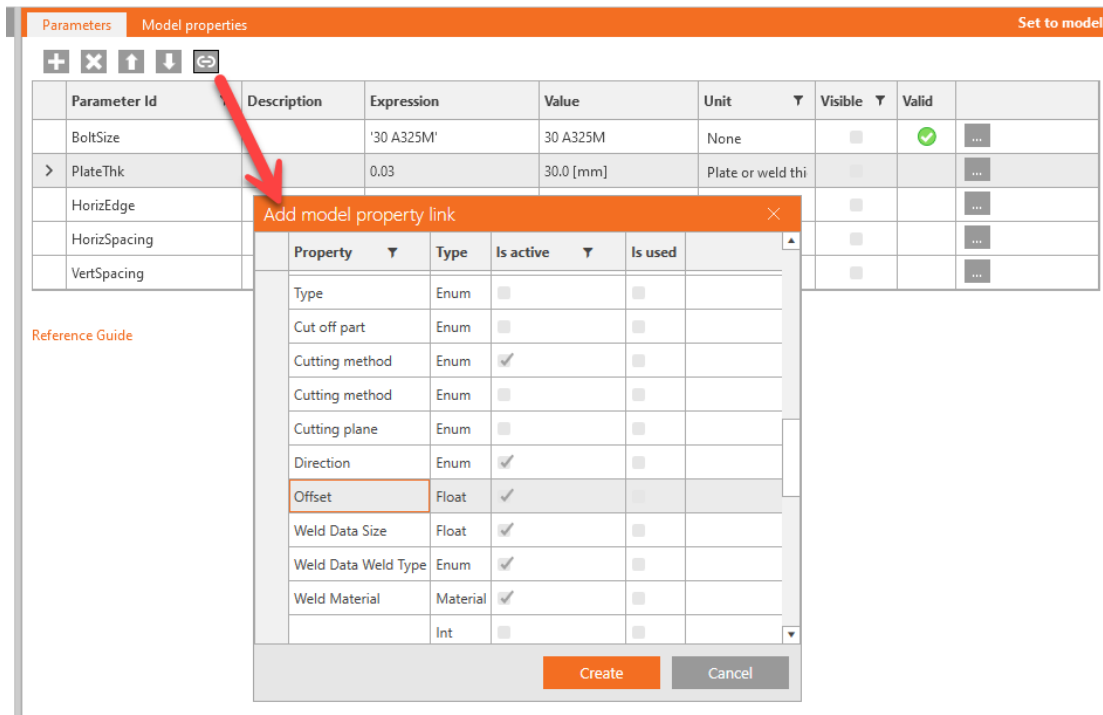 Parameters Model properties Set to model
Parameter Id Description Expression Value Unit Visible Valid
BoltSize '30 A325M' 30 A325M None ...
> PlateThk 0.03 30.0 [mm] Plate or weld thi ...
HorizEdge ...
HorizSpacing ...
VertSpacing ...
Reference Guide
Add model property link
Property Type Is active Is used
Type Enum
Cut off part Enum
Cutting method Enum
Cutting method Enum
Cutting plane Enum
Direction Enum
Offset Float
Weld Data Size Float
Weld Data Weld Type Enum
Weld Material Material
Int
Create Cancel